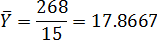 Ȳ = 268/15 = 17.8667